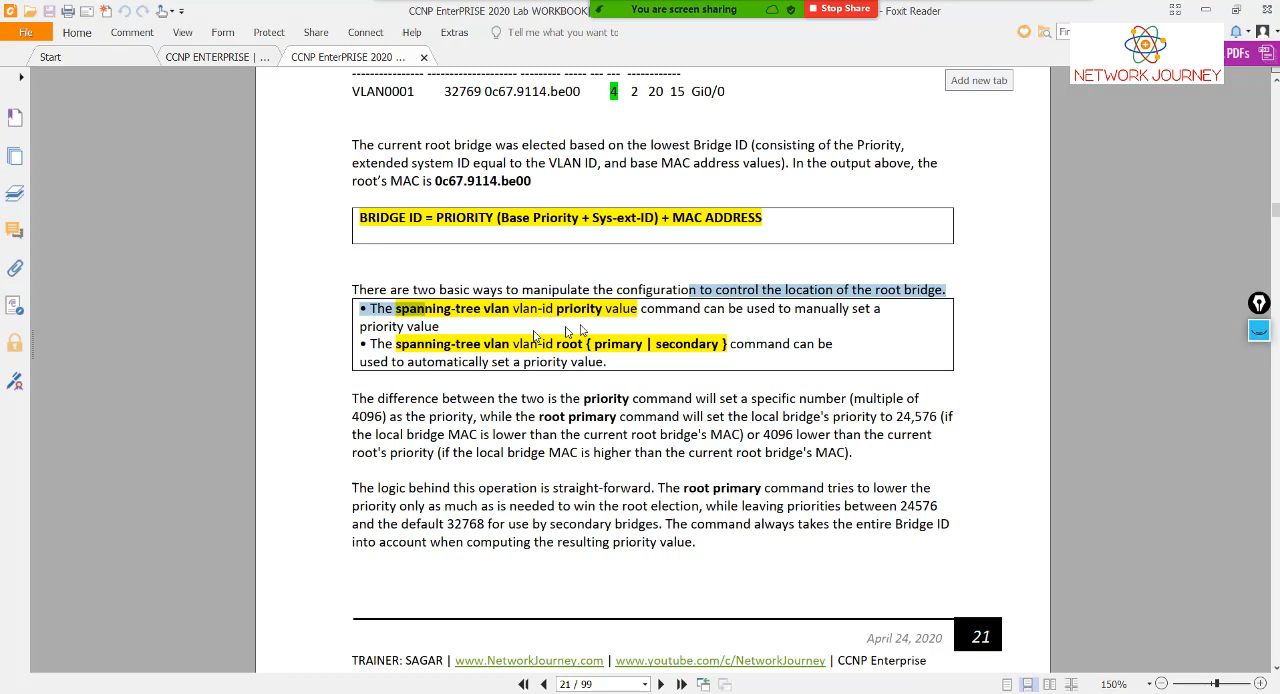 CCNP EnterPRISE 2020 Lab WORKBOOK
You are screen sharing
Stop Share
- Foxit Reader
File Home Comment View Form Protect Share Connect Help Extras Tell me what you want to
Start
CCNP ENTERPRISE | ...
CCNP EnterPRISE 2020 ...
PDFs
NETWORK JOURNEY
Add new tab
----------------- --------------------- --------- ----- --- --- ------------
VLAN0001 32769 0c67.9114.be00 4 2 20 15 Gi0/0
The current root bridge was elected based on the lowest Bridge ID (consisting of the Priority,
extended system ID equal to the VLAN ID, and base MAC address values). In the output above, the
root's MAC is 0c67.9114.be00
BRIDGE ID = PRIORITY (Base Priority + Sys-ext-ID) + MAC ADDRESS
There are two basic ways to manipulate the configuration to control the location of the root bridge.
• The spanning-tree vlan vlan-id priority value command can be used to manually set a
priority value
• The spanning-tree vlan vlan-id root { primary | secondary } command can be
used to automatically set a priority value.
The difference between the two is the priority command will set a specific number (multiple of
4096) as the priority, while the root primary command will set the local bridge's priority to 24,576 (if
the local bridge MAC is lower than the current root bridge's MAC) or 4096 lower than the current
root's priority (if the local bridge MAC is higher than the current root bridge's MAC).
The logic behind this operation is straight-forward. The root primary command tries to lower the
priority only as much as is needed to win the root election, while leaving priorities between 24576
and the default 32768 for use by secondary bridges. The command always takes the entire Bridge ID
into account when computing the resulting priority value.
April 24, 2020 21
TRAINER: SAGAR | www.NetworkJourney.com | www.youtube.com/c/NetworkJourney | CCNP Enterprise
21 / 99
150%